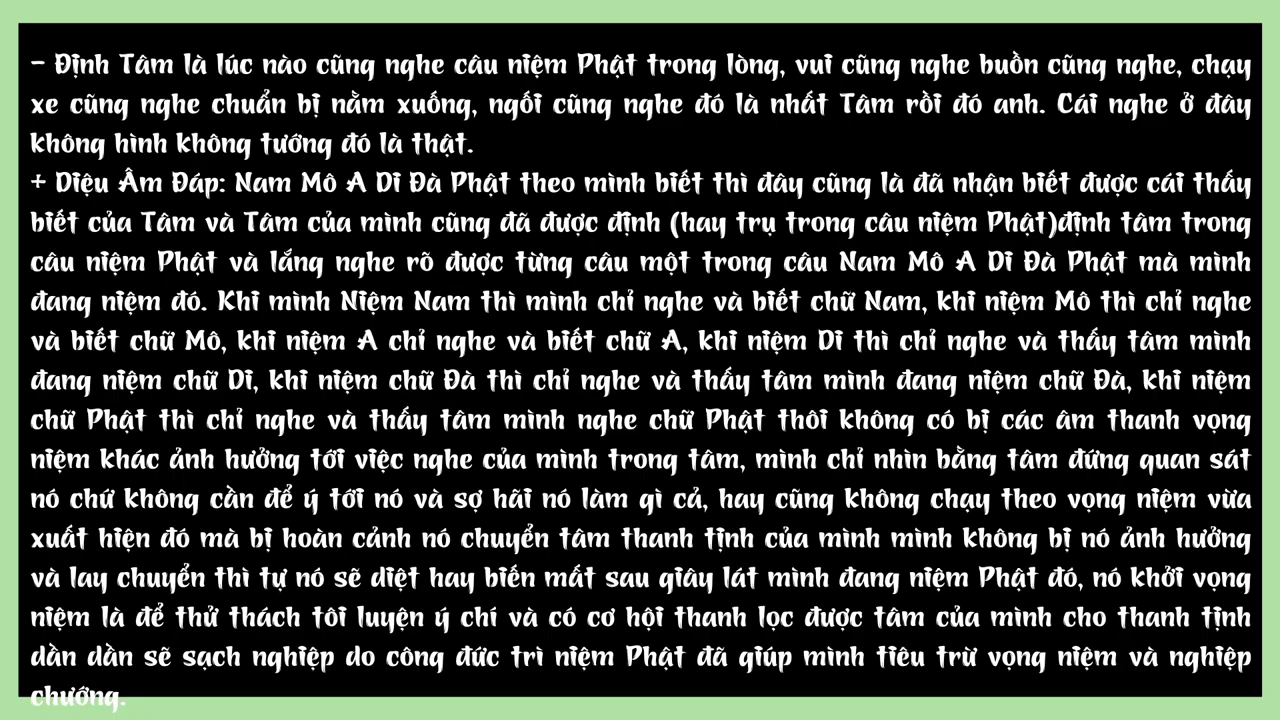 – Định Tâm là lúc nào cũng nghe câu niệm Phật trong lòng, vui cũng nghe buồn cũng nghe, chạy
xe cũng nghe chuẩn bị nằm xuống, ngồi cũng nghe đó là nhất Tâm rồi đó anh. Cái nghe ở đây
không hình không tướng đó là thật.
+ Diệu Âm Đáp: Nam Mô A Di Đà Phật theo mình biết thì đây cũng là đã nhận biết được cái thấy
biết của Tâm và Tâm của mình cũng đã được định (hay trụ trong câu niệm Phật)định tâm trong
câu niệm Phật và lắng nghe rõ được từng câu một trong câu Nam Mô A Di Đà Phật mà mình
đang niệm đó. Khi mình Niệm Nam thì mình chỉ nghe và biết chữ Nam, khi niệm Mô thì chỉ nghe
và biết chữ Mô, khi niệm A chỉ nghe và biết chữ A, khi niệm Di thì chỉ nghe và thấy tâm mình
đang niệm chữ Di, khi niệm chữ Đà thì chỉ nghe và thấy tâm mình đang niệm chữ Đà, khi niệm
chữ Phật thì chỉ nghe và thấy tâm mình nghe chữ Phật thôi không có bị các âm thanh vọng
niệm khác ảnh hưởng tới việc nghe của mình trong tâm, mình chỉ nhìn bằng tâm đứng quan sát
nó chứ không cần để ý tới nó và sợ hãi nó làm gì cả, hay cũng không chạy theo vọng niệm vừa
xuất hiện đó mà bị hoàn cảnh nó chuyển tâm thanh tịnh của mình mình không bị nó ảnh hưởng
và lay chuyển thì tự nó sẽ diệt hay biến mất sau giây lát mình đang niệm Phật đó, nó khởi vọng
niệm là để thử thách tôi luyện ý chí và có cơ hội thanh lọc được tâm của mình cho thanh tịnh
dần dần sẽ sạch nghiệp do công đức trì niệm Phật đã giúp mình tiêu trừ vọng niệm và nghiệp
chướng.